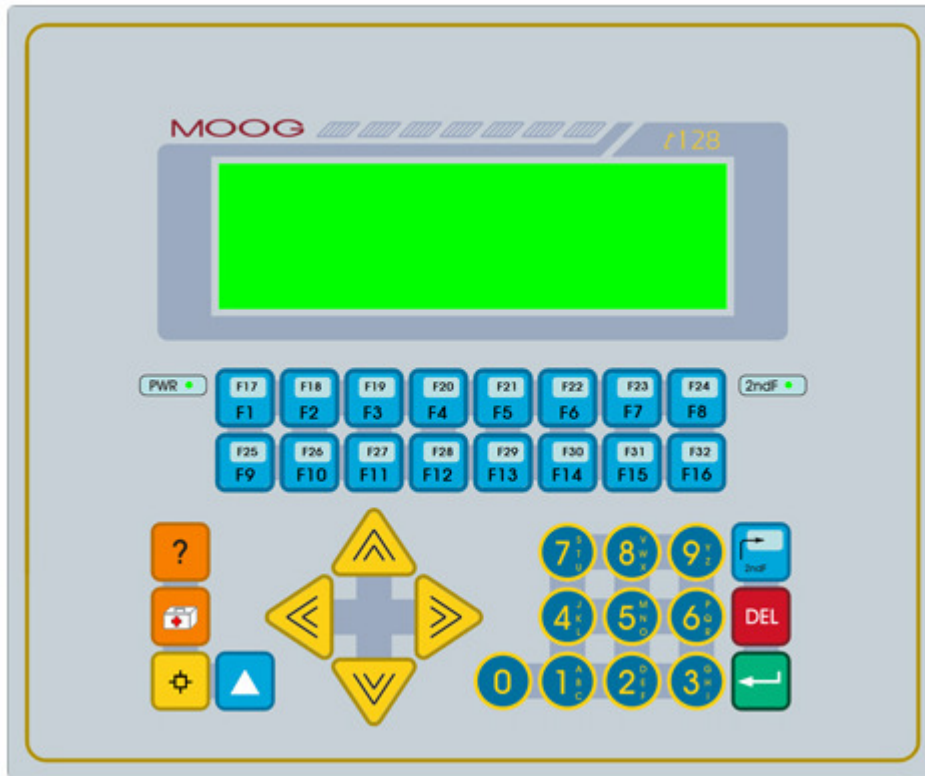 MOOG
128
PWR
F17 F18 F19 F20 F21 F22 F23 F24
F1 F2 F3 F4 F5 F6 F7 F8
2ndF
F25 F26 F27 F28 F29 F30 F31 F32
F9 F10 F11 F12 F13 F14 F15 F16
?
7 S T U
8 V W X
9 Y Z
2ndF
4 J K L
5 M N O
6 P Q R
DEL
0
1 A B C
2 D E F
3 G H I